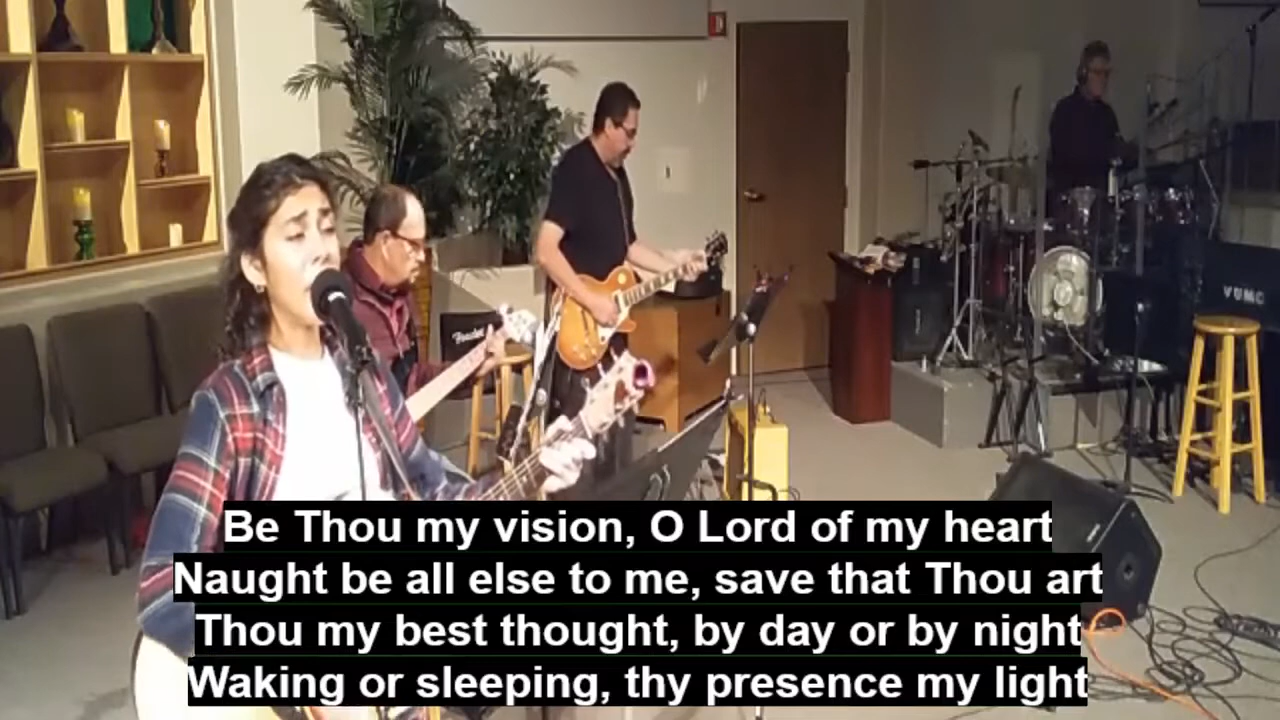 Fender
VUMC
Be Thou my vision, O Lord of my heart
Naught be all else to me, save that Thou art
Thou my best thought, by day or by night
Waking or sleeping, thy presence my light